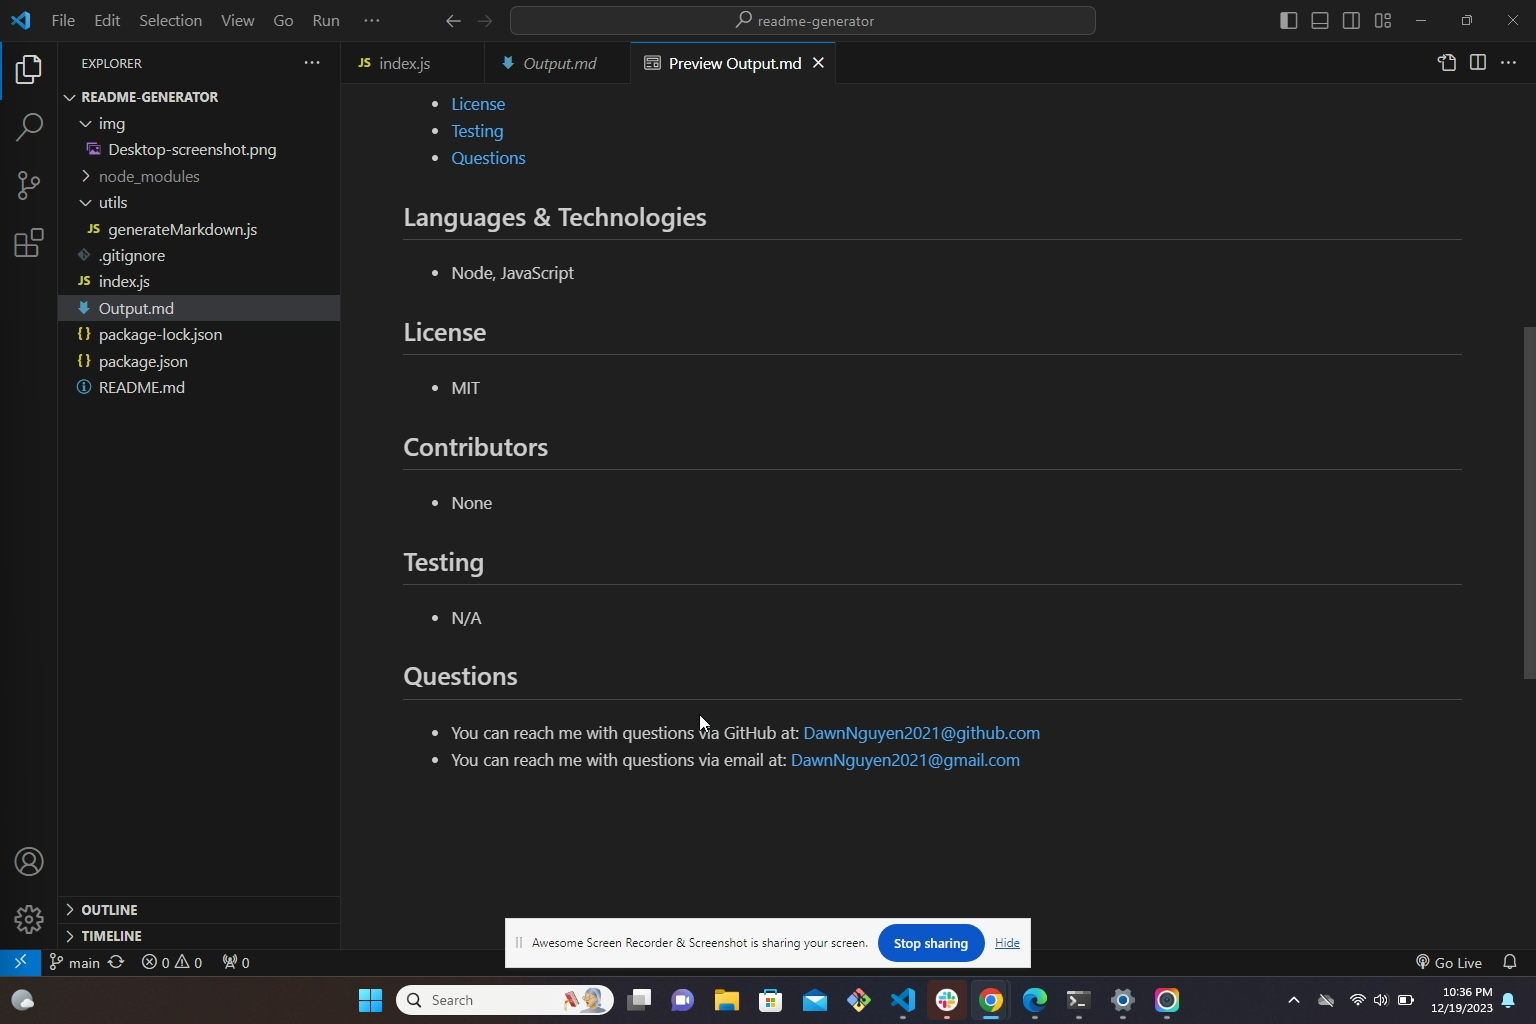 File Edit Selection View Go Run ···
readme-generator
EXPLORER ···
index.js
Output.md
Preview Output.md
README-GENERATOR
img
Desktop-screenshot.png
node_modules
utils
JS generateMarkdown.js
.gitignore
JS index.js
Output.md
{} package-lock.json
{} package.json
README.md
License
Testing
Questions
Languages & Technologies
Node, JavaScript
License
MIT
Contributors
None
Testing
N/A
Questions
You can reach me with questions via GitHub at: DawnNguyen2021@github.com
You can reach me with questions via email at: DawnNguyen2021@gmail.com
OUTLINE
TIMELINE
Awesome Screen Recorder & Screenshot is sharing your screen. Stop sharing Hide
main 0 0 0
Go Live
Search
10:36 PM
12/19/2023